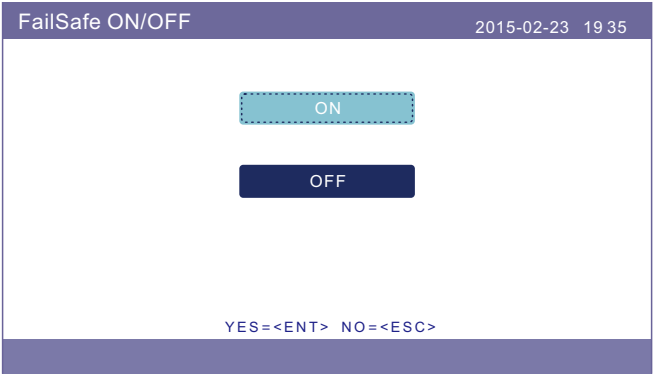 FailSafe ON/OFF 2015-02-23 19 35
ON
OFF
YES=<ENT> NO=<ESC>